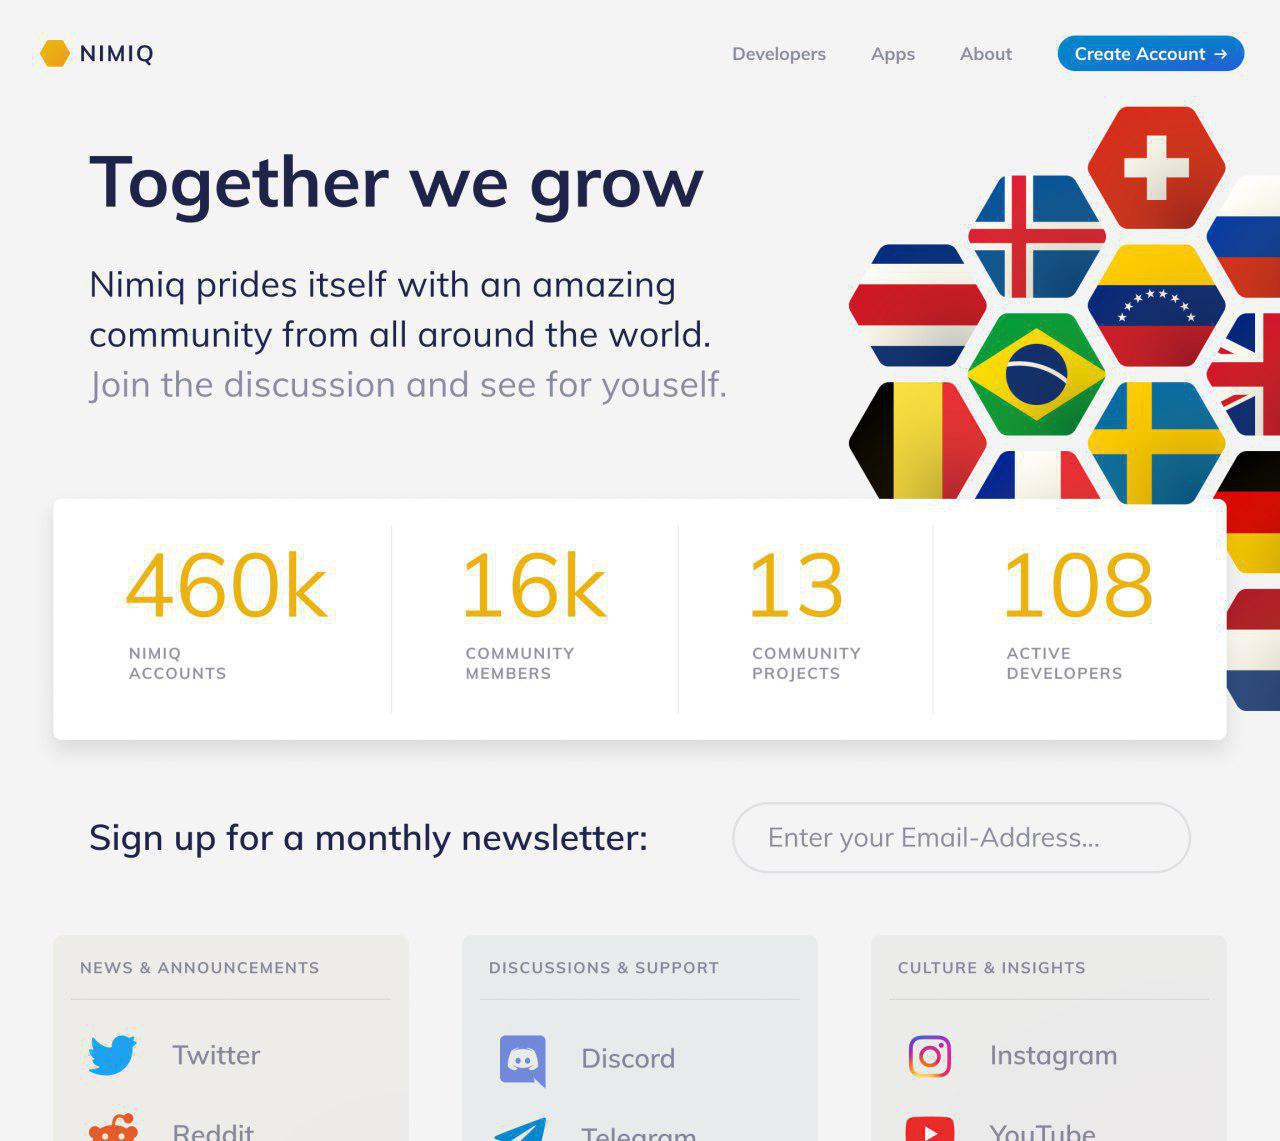 NIMIQ
Developers Apps About Create Account →
Together we grow
Nimiq prides itself with an amazing
community from all around the world.
Join the discussion and see for youself.
460k 16k 13 108
NIMIQ COMMUNITY COMMUNITY ACTIVE
ACCOUNTS MEMBERS PROJECTS DEVELOPERS
Sign up for a monthly newsletter: Enter your Email-Address...
NEWS & ANNOUNCEMENTS DISCUSSIONS & SUPPORT CULTURE & INSIGHTS
Twitter Discord Instagram
Reddit Telegram YouTube